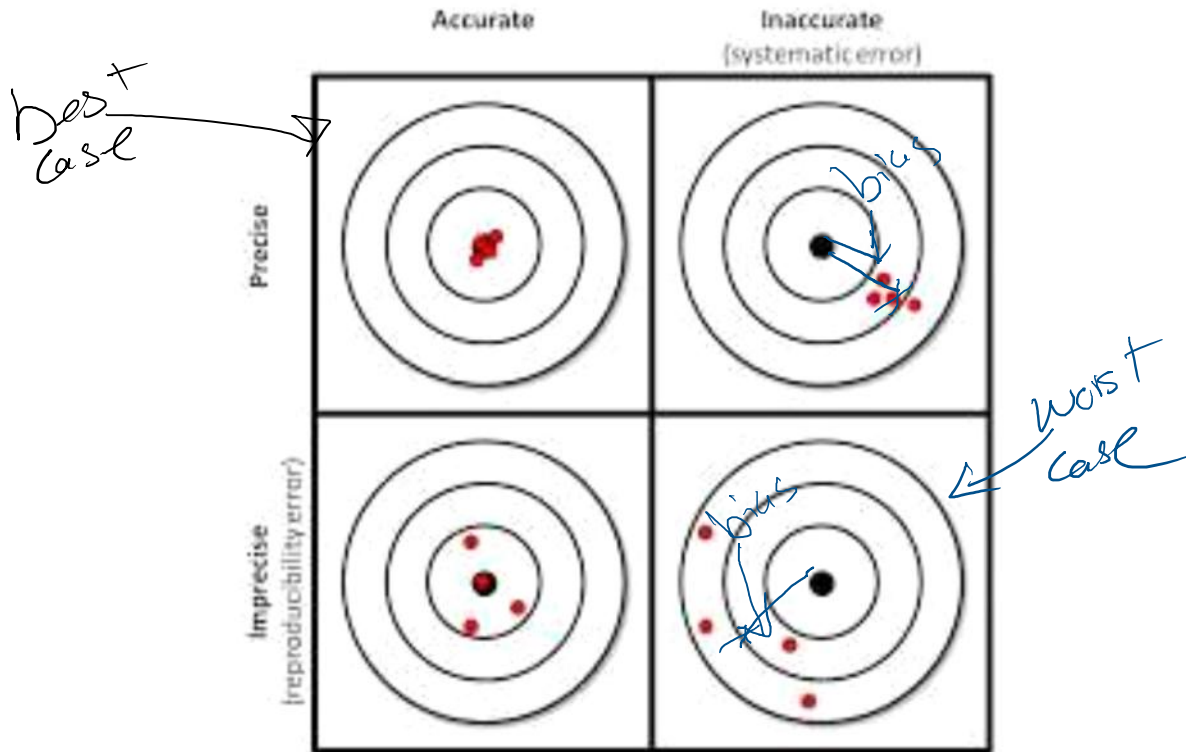 Accurate
Inaccurate
(systematic error)
best
case
Precise
bias
Imprecise
(reproducibility error)
bias
worst
case